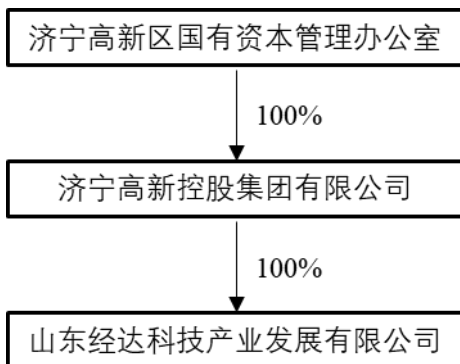 济宁高新区国有资本管理办公室
100%
济宁高新控股集团有限公司
100%
山东经达科技产业发展有限公司